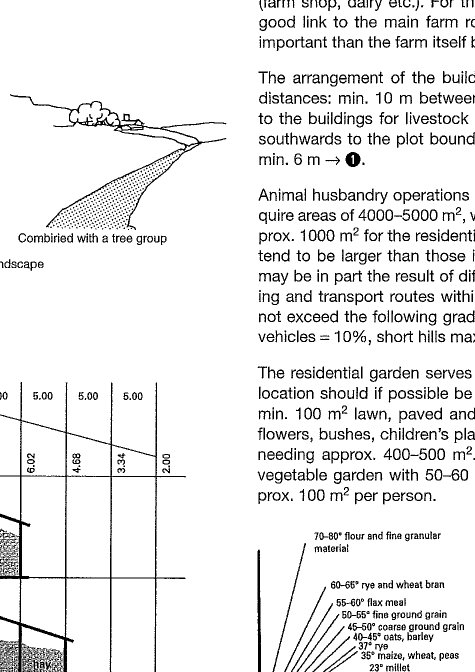 Combiried with a tree group
ndscape
00 5.00 5.00 5.00
6.02
4.68
3.34
2.00
hay
(farm shop, dairy etc.). For th
good link to the main farm ro
important than the farm itself b
The arrangement of the build
distances: min. 10 m between
to the buildings for livestock
southwards to the plot bound
min. 6 m → ❶.
Animal husbandry operations
quire areas of 4000–5000 m², v
prox. 1000 m² for the residenti
tend to be larger than those i
may be in part the result of dif
ing and transport routes withi
not exceed the following grad
vehicles = 10%, short hills max
The residential garden serves
location should if possible be
min. 100 m² lawn, paved and
flowers, bushes, children's pla
needing approx. 400–500 m².
vegetable garden with 50–60
prox. 100 m² per person.
70–80° flour and fine granular
material
60–65° rye and wheat bran
55–60° flax meal
50–55° fine ground grain
45–50° coarse ground grain
40–45° oats, barley
37° rye
35° maize, wheat, peas
23° millet